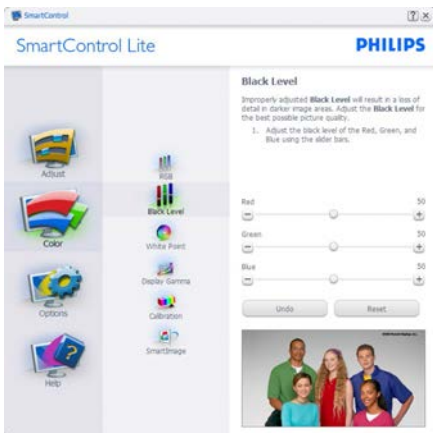 SmartControl
SmartControl Lite
PHILIPS
Adjust
Color
Options
Help
RGB
Black Level
White Point
Display Gamma
Calibration
SmartImage
Black Level
Improperly adjusted Black Level will result in a loss of
detail in darker image areas. Adjust the Black Level for
the best possible picture quality.
1. Adjust the black level of the Red, Green, and
Blue using the slider bars.
Red 50
Green 50
Blue 50
Undo Reset